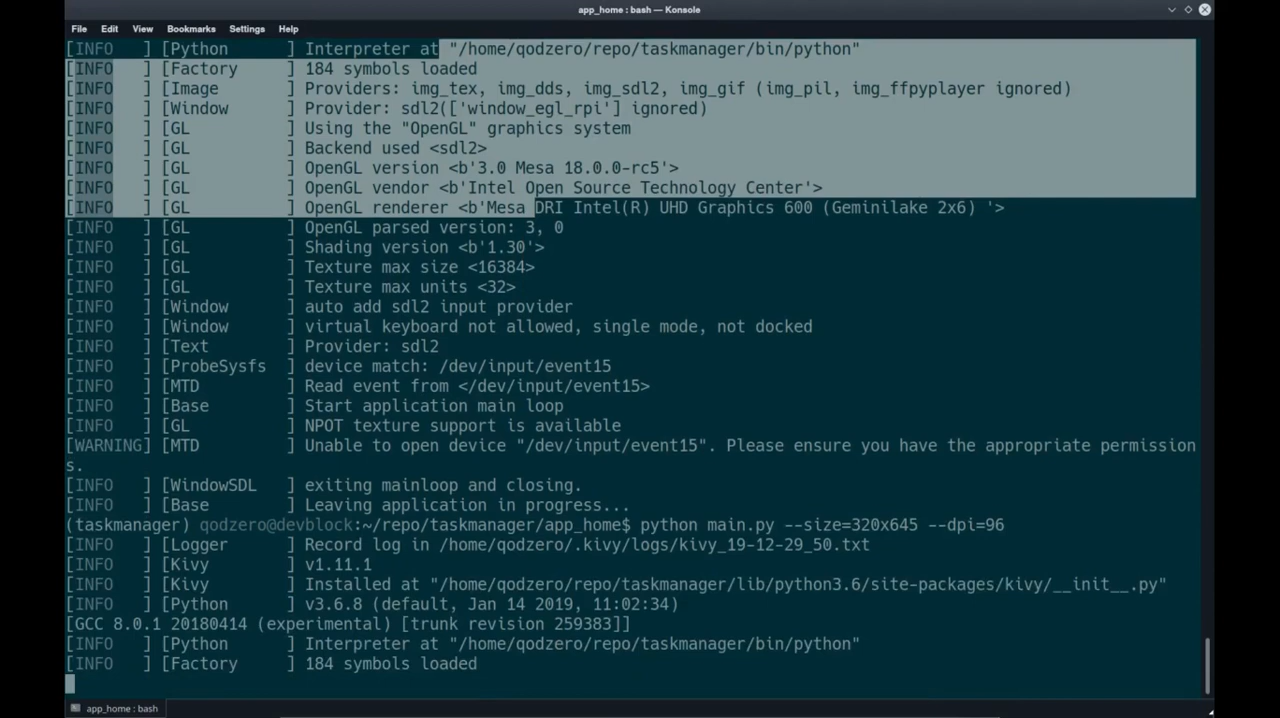 app_home : bash — Konsole
File Edit View Bookmarks Settings Help
[INFO   ] [Python      ] Interpreter at "/home/qodzero/repo/taskmanager/bin/python"
[INFO   ] [Factory     ] 184 symbols loaded
[INFO   ] [Image       ] Providers: img_tex, img_dds, img_sdl2, img_gif (img_pil, img_ffpyplayer ignored)
[INFO   ] [Window      ] Provider: sdl2(['window_egl_rpi'] ignored)
[INFO   ] [GL          ] Using the "OpenGL" graphics system
[INFO   ] [GL          ] Backend used <sdl2>
[INFO   ] [GL          ] OpenGL version <b'3.0 Mesa 18.0.0-rc5'>
[INFO   ] [GL          ] OpenGL vendor <b'Intel Open Source Technology Center'>
[INFO   ] [GL          ] OpenGL renderer <b'Mesa DRI Intel(R) UHD Graphics 600 (Geminilake 2x6) '>
[INFO   ] [GL          ] OpenGL parsed version: 3, 0
[INFO   ] [GL          ] Shading version <b'1.30'>
[INFO   ] [GL          ] Texture max size <16384>
[INFO   ] [GL          ] Texture max units <32>
[INFO   ] [Window      ] auto add sdl2 input provider
[INFO   ] [Window      ] virtual keyboard not allowed, single mode, not docked
[INFO   ] [Text        ] Provider: sdl2
[INFO   ] [ProbeSysfs  ] device match: /dev/input/event15
[INFO   ] [MTD         ] Read event from </dev/input/event15>
[INFO   ] [Base        ] Start application main loop
[INFO   ] [GL          ] NPOT texture support is available
[WARNING] [MTD         ] Unable to open device "/dev/input/event15". Please ensure you have the appropriate permission
s.
[INFO   ] [WindowSDL   ] exiting mainloop and closing.
[INFO   ] [Base        ] Leaving application in progress...
(taskmanager) qodzero@devblock:~/repo/taskmanager/app_home$ python main.py --size=320x645 --dpi=96
[INFO   ] [Logger      ] Record log in /home/qodzero/.kivy/logs/kivy_19-12-29_50.txt
[INFO   ] [Kivy        ] v1.11.1
[INFO   ] [Kivy        ] Installed at "/home/qodzero/repo/taskmanager/lib/python3.6/site-packages/kivy/__init__.py"
[INFO   ] [Python      ] v3.6.8 (default, Jan 14 2019, 11:02:34)
[GCC 8.0.1 20180414 (experimental) [trunk revision 259383]]
[INFO   ] [Python      ] Interpreter at "/home/qodzero/repo/taskmanager/bin/python"
[INFO   ] [Factory     ] 184 symbols loaded
app_home : bash